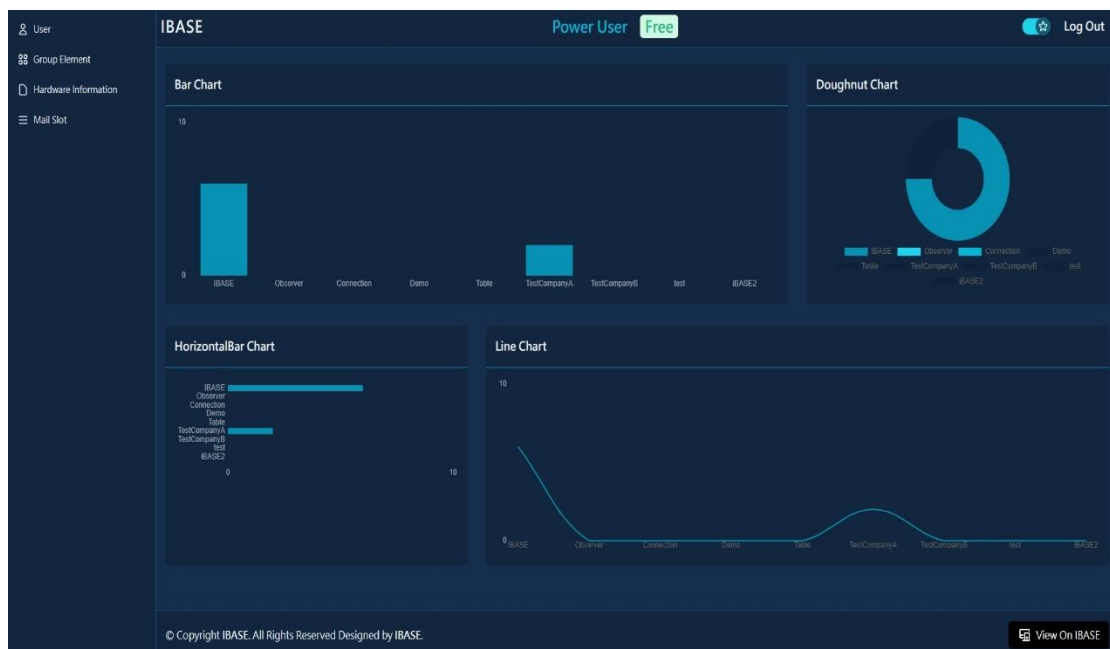 User
Group Element
Hardware Information
Mail Slot
IBASE
Power User Free
Log Out
Bar Chart
10
0
IBASE Observer Connection Demo Table TestCompanyA TestCompanyB test iBASE2
Doughnut Chart
IBASE Observer Connection Demo
Table TestCompanyA TestCompanyB test
iBASE2
HorizontalBar Chart
IBASE
Observer
Connection
Demo
Table
TestCompanyA
TestCompanyB
test
iBASE2
0 10
Line Chart
10
0
IBASE Observer Connection Demo Table TestCompanyA TestCompanyB test iBASE2
© Copyright IBASE. All Rights Reserved Designed by IBASE.
View On IBASE